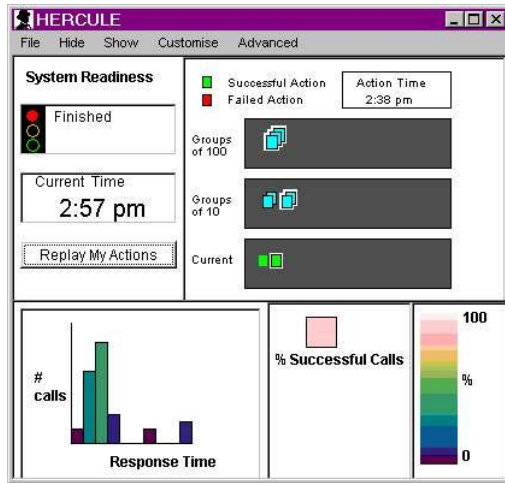 HERCULE
File Hide Show Customise Advanced
System Readiness
Finished
Current Time
2:57 pm
Replay My Actions
Successful Action
Failed Action
Action Time
2:38 pm
Groups
of 100
Groups
of 10
Current
#
calls
Response Time
% Successful Calls
100
%
0